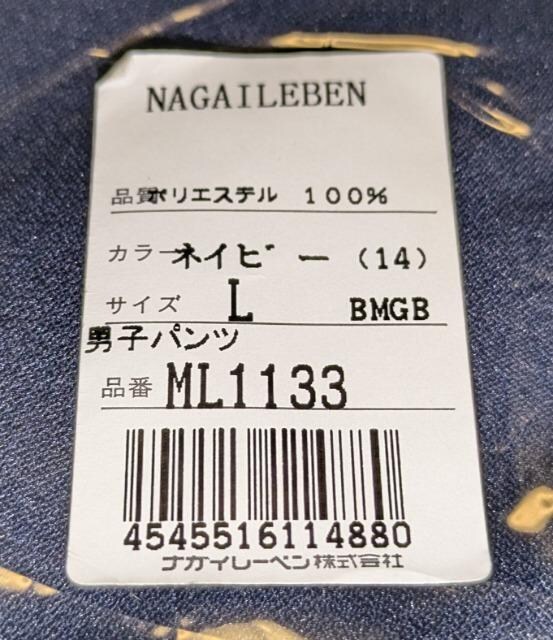 NAGAILEBEN
品質ポリエステル 100%
カラーネイビー (14)
サイズ L BMGB
男子パンツ
品番 ML1133
4545516114880
ナガイレーベン株式会社